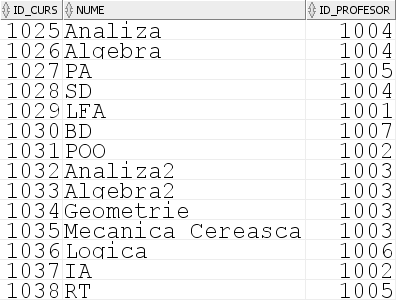 ID_CURS NUME ID_PROFESOR
1025 Analiza 1004
1026 Algebra 1004
1027 PA 1005
1028 SD 1004
1029 LFA 1001
1030 BD 1007
1031 POO 1002
1032 Analiza2 1003
1033 Algebra2 1003
1034 Geometrie 1003
1035 Mecanica Cereasca 1003
1036 Logica 1006
1037 IA 1002
1038 RT 1005